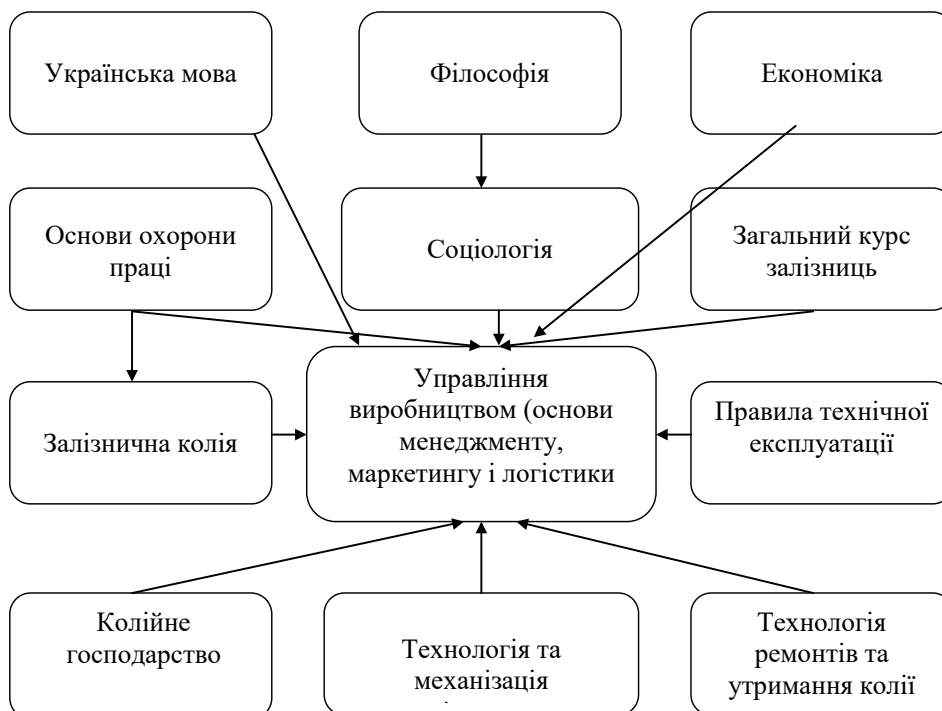 Українська мова
Філософія
Економіка
Основи охорони
праці
Соціологія
Загальний курс
залізниць
Залізнична колія
Управління
виробництвом (основи
менеджменту,
маркетингу і логістики
Правила технічної
експлуатації
Колійне
господарство
Технологія та
механізація
Технологія
ремонтів та
утримання колії